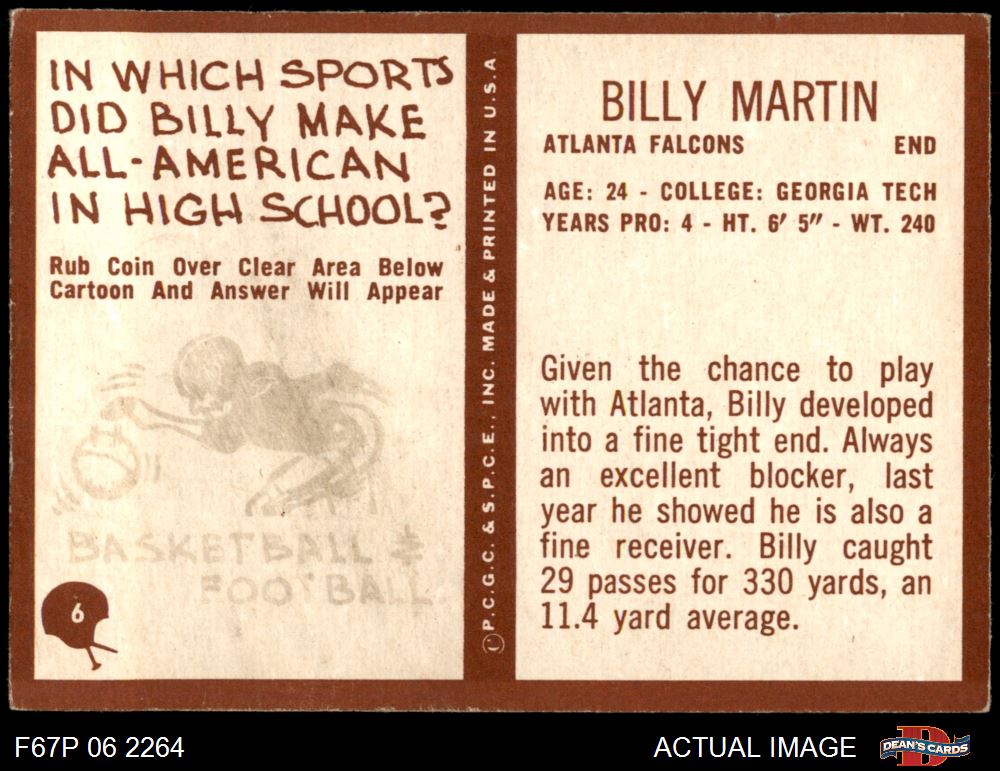 IN WHICH SPORTS
DID BILLY MAKE
ALL-AMERICAN
IN HIGH SCHOOL?
Rub Coin Over Clear Area Below
Cartoon And Answer Will Appear
BASKETBALL &
FOOTBALL.
6
©P.C.G.C. & S.P.C.E., INC. MADE & PRINTED IN U.S.A.
BILLY MARTIN
ATLANTA FALCONS END
AGE: 24 - COLLEGE: GEORGIA TECH
YEARS PRO: 4 - HT. 6' 5" - WT. 240
Given the chance to play
with Atlanta, Billy developed
into a fine tight end. Always
an excellent blocker, last
year he showed he is also a
fine receiver. Billy caught
29 passes for 330 yards, an
11.4 yard average.
F67P 06 2264
ACTUAL IMAGE
DEAN'S CARDS